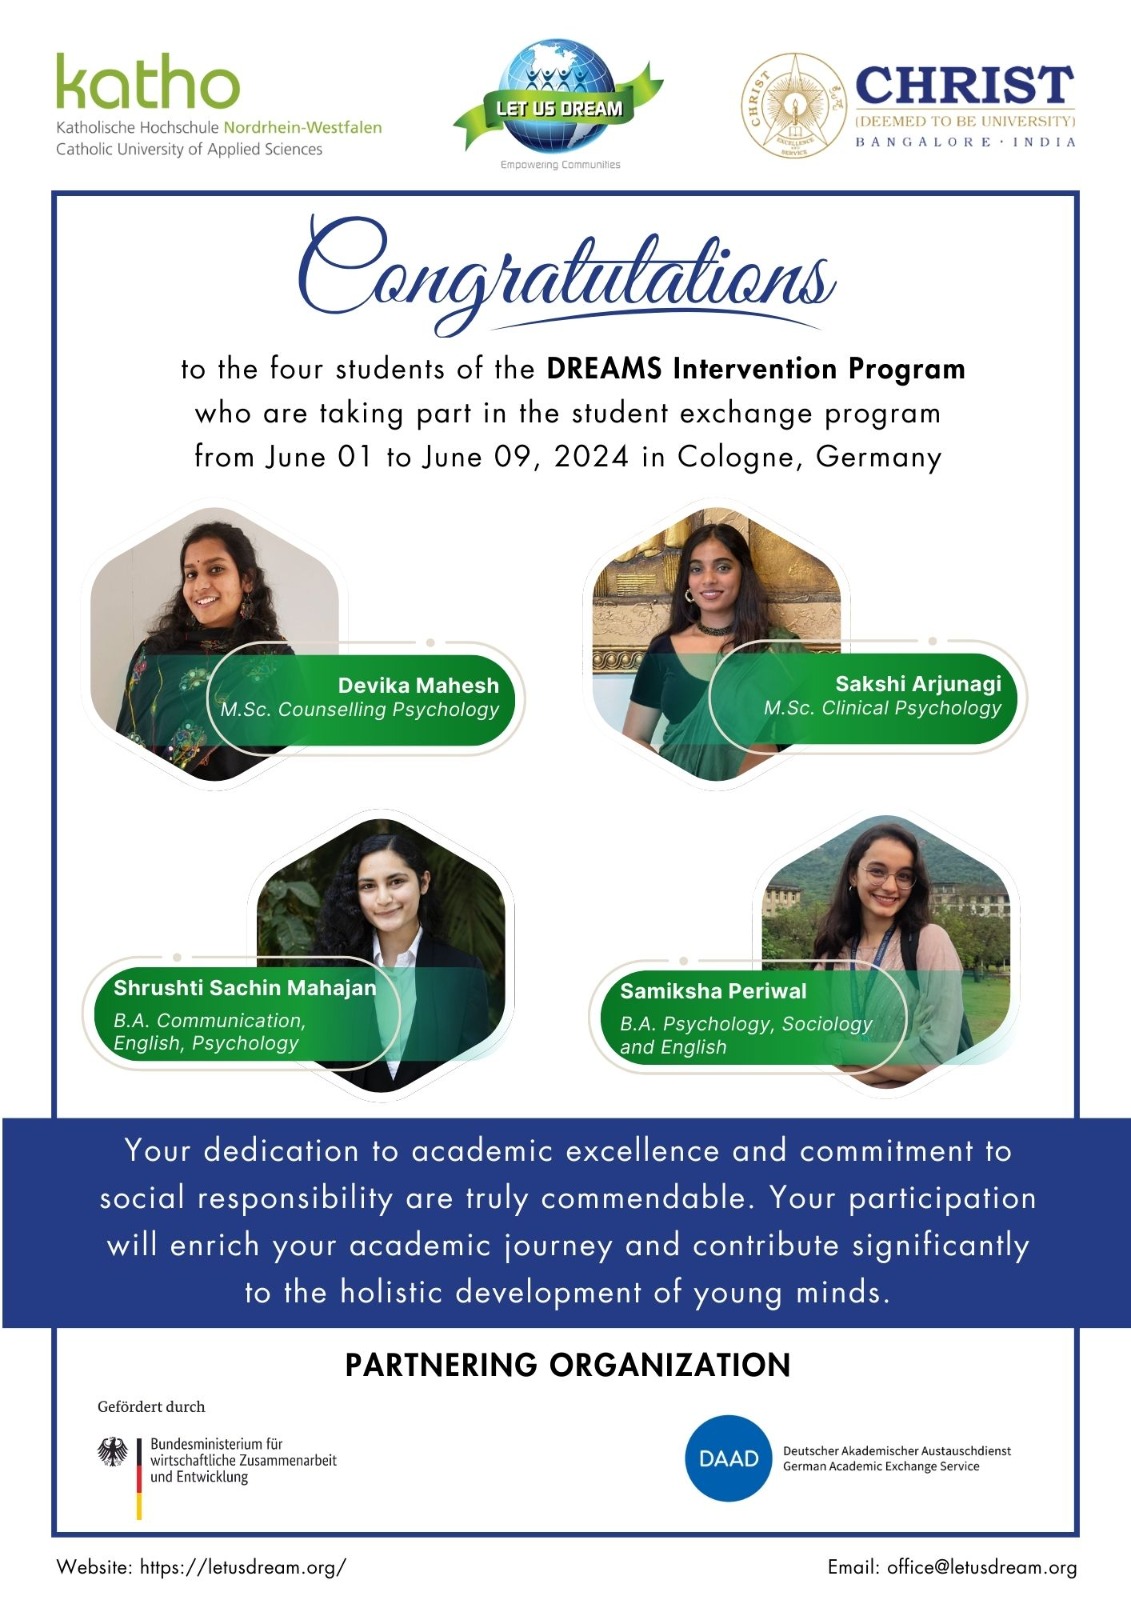 katho
Katholische Hochschule Nordrhein-Westfalen
Catholic University of Applied Sciences
LET US DREAM
Empowering Communities
CHRIST
EXCELLENCE
AND
SERVICE
CHRIST
(DEEMED TO BE UNIVERSITY)
BANGALORE · INDIA
Congratulations
to the four students of the DREAMS Intervention Program
who are taking part in the student exchange program
from June 01 to June 09, 2024 in Cologne, Germany
Devika Mahesh
M.Sc. Counselling Psychology
Sakshi Arjunagi
M.Sc. Clinical Psychology
Shrushti Sachin Mahajan
B.A. Communication,
English, Psychology
Samiksha Periwal
B.A. Psychology, Sociology
and English
Your dedication to academic excellence and commitment to
social responsibility are truly commendable. Your participation
will enrich your academic journey and contribute significantly
to the holistic development of young minds.
PARTNERING ORGANIZATION
Gefördert durch
Bundesministerium für
wirtschaftliche Zusammenarbeit
und Entwicklung
DAAD
Deutscher Akademischer Austauschdienst
German Academic Exchange Service
Website: https://letusdream.org/
Email: office@letusdream.org